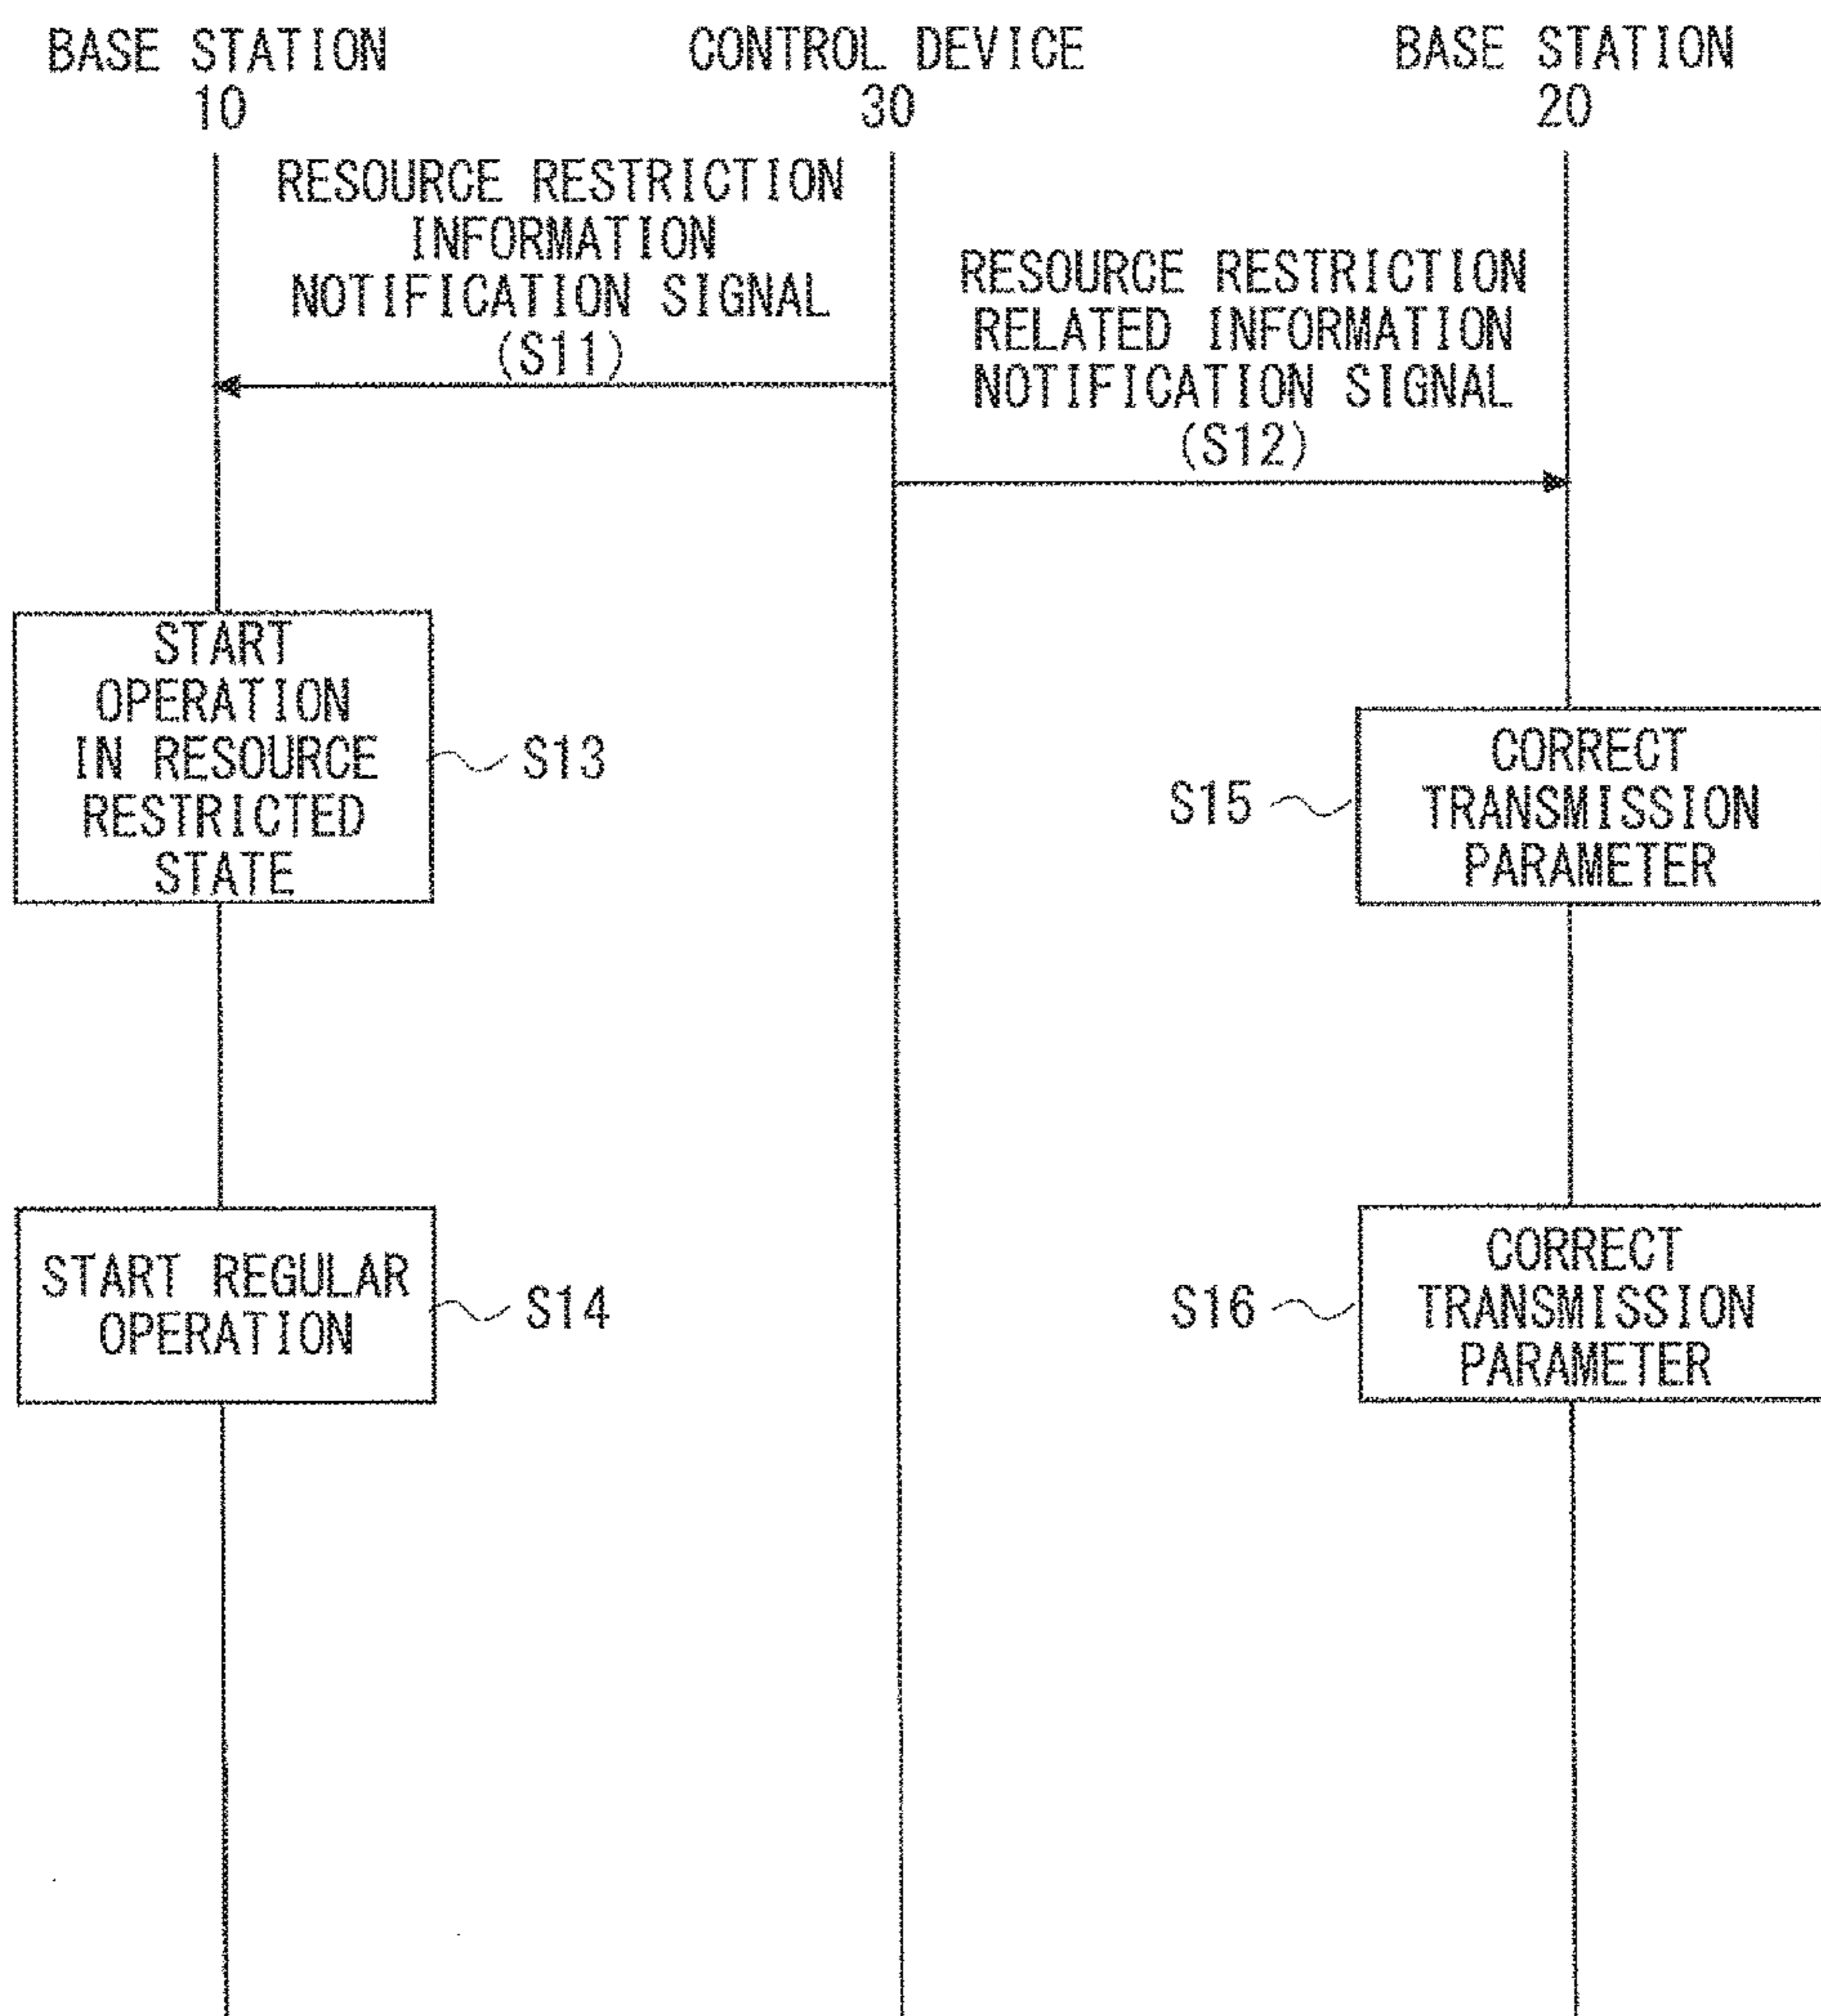 BASE STATION
10
CONTROL DEVICE
30
BASE STATION
20
RESOURCE RESTRICTION
INFORMATION
NOTIFICATION SIGNAL
(S11)
RESOURCE RESTRICTION
RELATED INFORMATION
NOTIFICATION SIGNAL
(S12)
START
OPERATION
IN RESOURCE
RESTRICTED
STATE
S13
S15
CORRECT
TRANSMISSION
PARAMETER
START REGULAR
OPERATION
S14
S16
CORRECT
TRANSMISSION
PARAMETER